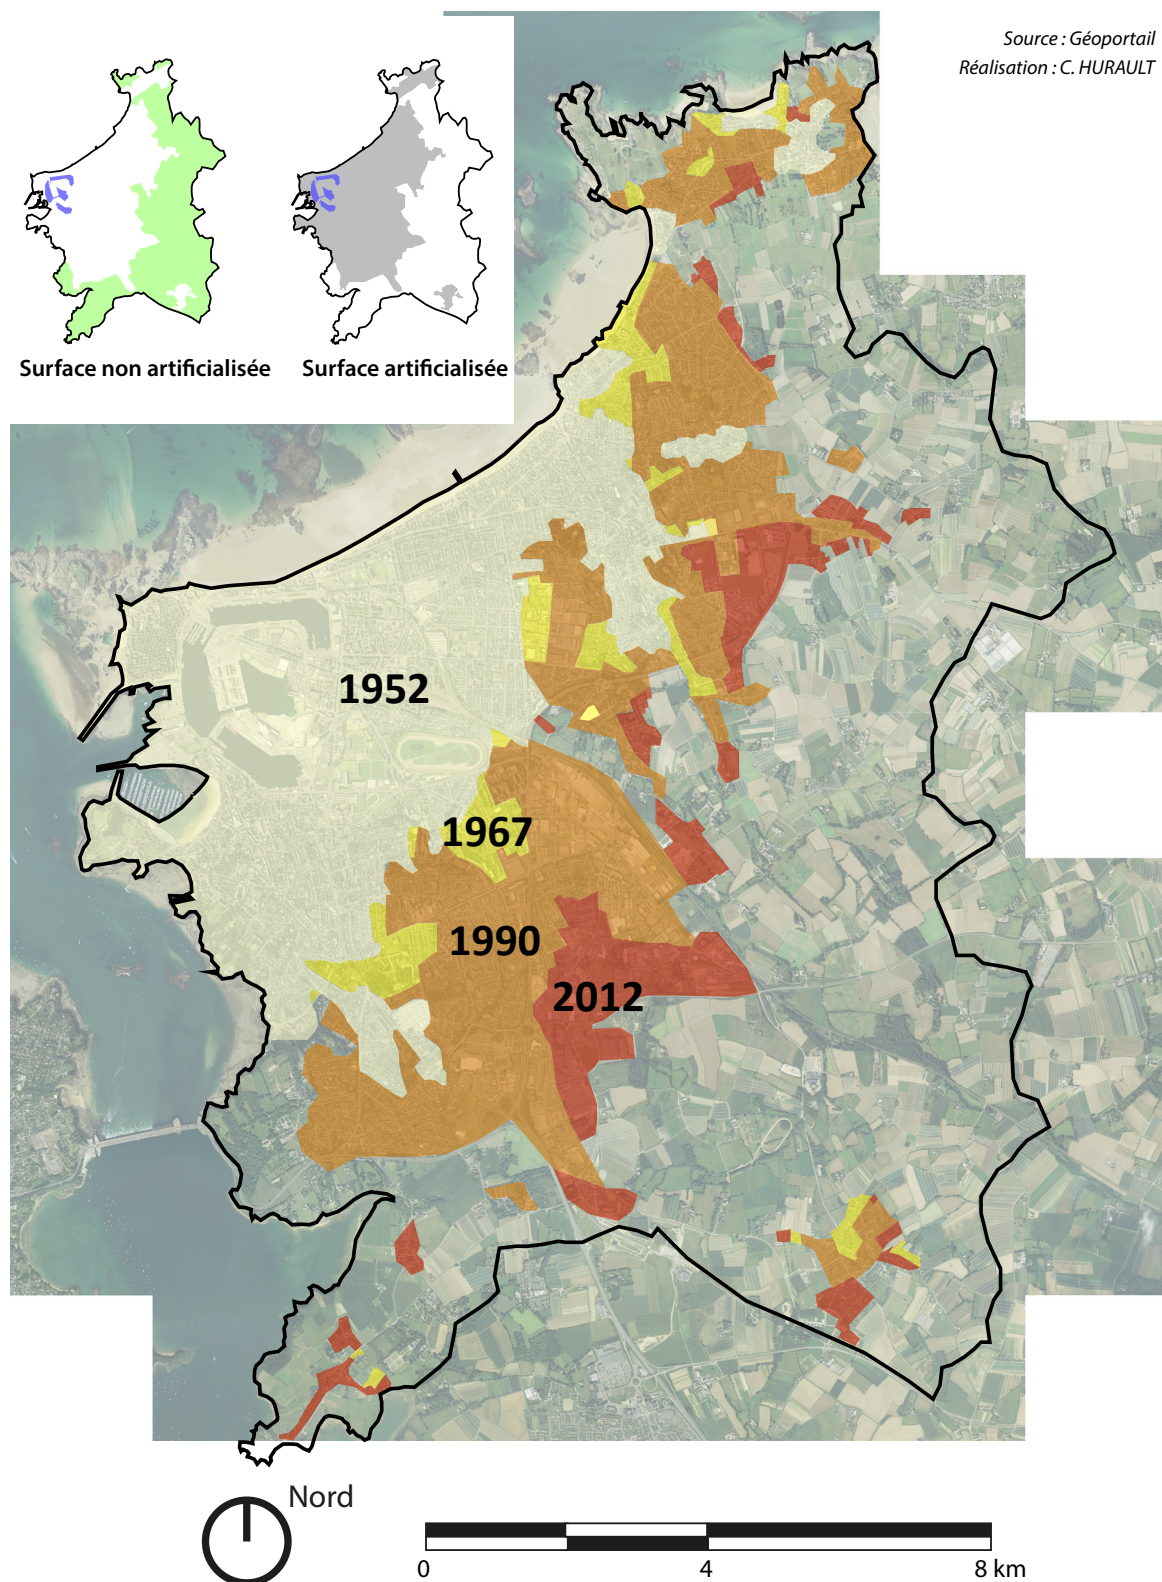 Source : Géoportail
Réalisation : C. HURAULT
Surface non artificialisée
Surface artificialisée
1952
1967
1990
2012
Nord
0
4
8 km